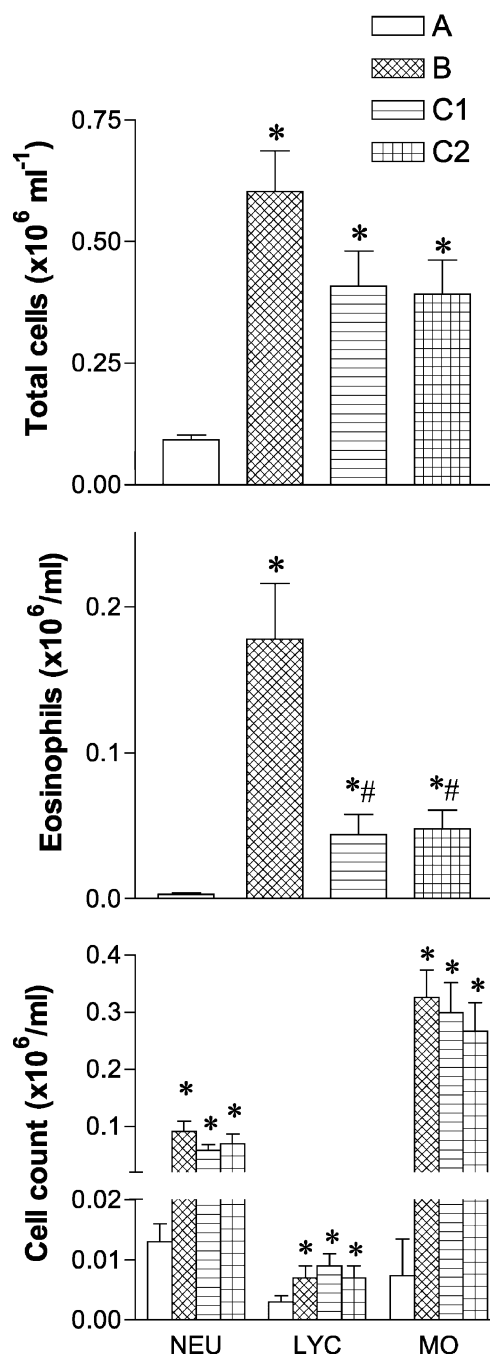 A
B
C1
C2
Total cells (x10⁶ ml⁻¹)
0.75
0.50
0.25
0.00
*
*
*
Eosinophils (x10⁶/ml)
0.2
0.1
0.0
*
*#
*#
Cell count (x10⁶/ml)
0.4
0.3
0.2
0.1
0.02
0.01
0.00
* * *
* * *
* * *
NEU LYC MO